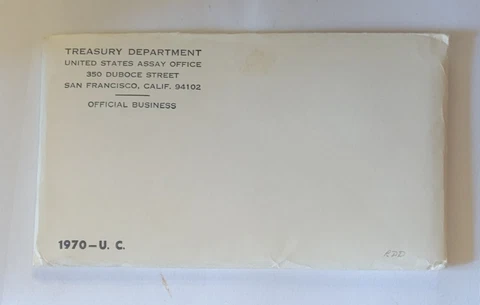 TREASURY DEPARTMENT
UNITED STATES ASSAY OFFICE
350 DUBOCE STREET
SAN FRANCISCO, CALIF. 94102
OFFICIAL BUSINESS
1970—U. C.